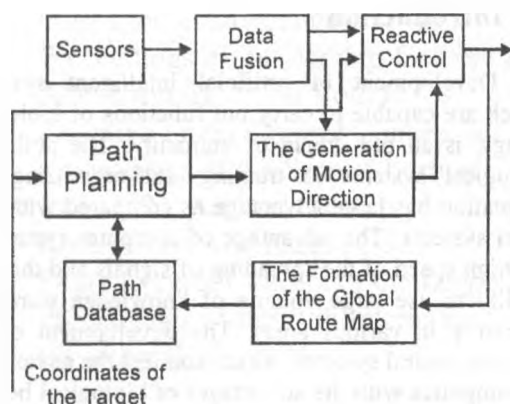 Sensors
Data
Fusion
Reactive
Control
Path
Planning
The Generation
of Motion
Direction
Path
Database
The Formation
of the Global
Route Map
Coordinates of
the Target